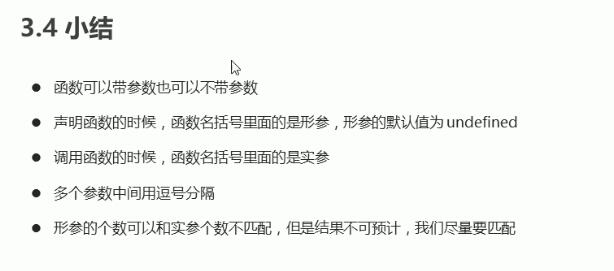 3.4 小结
● 函数可以带参数也可以不带参数
● 声明函数的时候，函数名括号里面的是形参，形参的默认值为 undefined
● 调用函数的时候，函数名括号里面的是实参
● 多个参数中间用逗号分隔
● 形参的个数可以和实参个数不匹配，但是结果不可预计，我们尽量要匹配